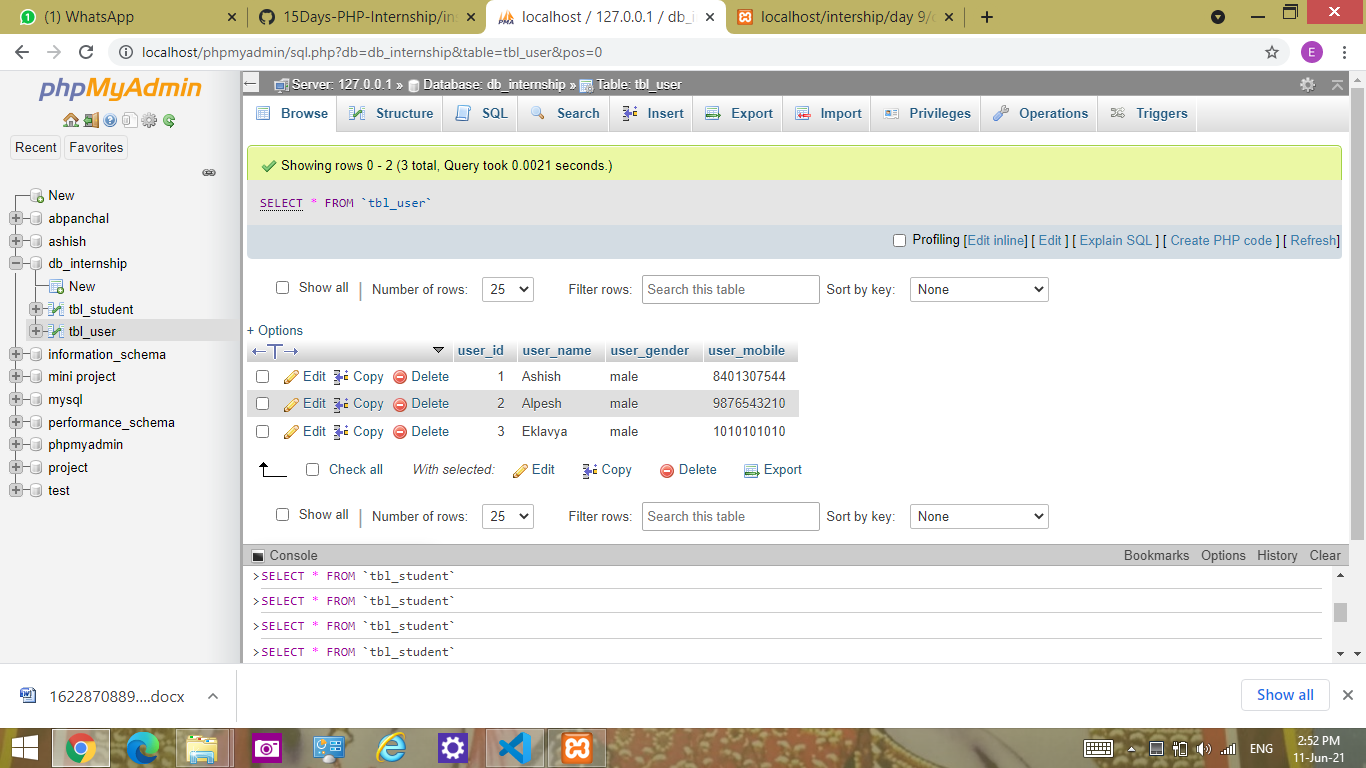 (1) WhatsApp
15Days-PHP-Internship/ins
localhost / 127.0.0.1 / db_i
localhost/intership/day 9/c
localhost/phpmyadmin/sql.php?db=db_internship&table=tbl_user&pos=0
E
phpMyAdmin
Recent Favorites
New
abpanchal
ashish
db_internship
New
tbl_student
tbl_user
information_schema
mini project
mysql
performance_schema
phpmyadmin
project
test
Server: 127.0.0.1 » Database: db_internship » Table: tbl_user
Browse Structure SQL Search Insert Export Import Privileges Operations Triggers
Showing rows 0 - 2 (3 total, Query took 0.0021 seconds.)
SELECT * FROM `tbl_user`
Profiling [Edit inline] [ Edit ] [ Explain SQL ] [ Create PHP code ] [ Refresh]
Show all | Number of rows: 25 Filter rows: Search this table Sort by key: None
+ Options
←T→ user_id user_name user_gender user_mobile
Edit Copy Delete 1 Ashish male 8401307544
Edit Copy Delete 2 Alpesh male 9876543210
Edit Copy Delete 3 Eklavya male 1010101010
Check all With selected: Edit Copy Delete Export
Show all | Number of rows: 25 Filter rows: Search this table Sort by key: None
Console Bookmarks Options History Clear
>SELECT * FROM `tbl_student`
>SELECT * FROM `tbl_student`
>SELECT * FROM `tbl_student`
>SELECT * FROM `tbl_student`
1622870889....docx
Show all
ENG
2:52 PM
11-Jun-21